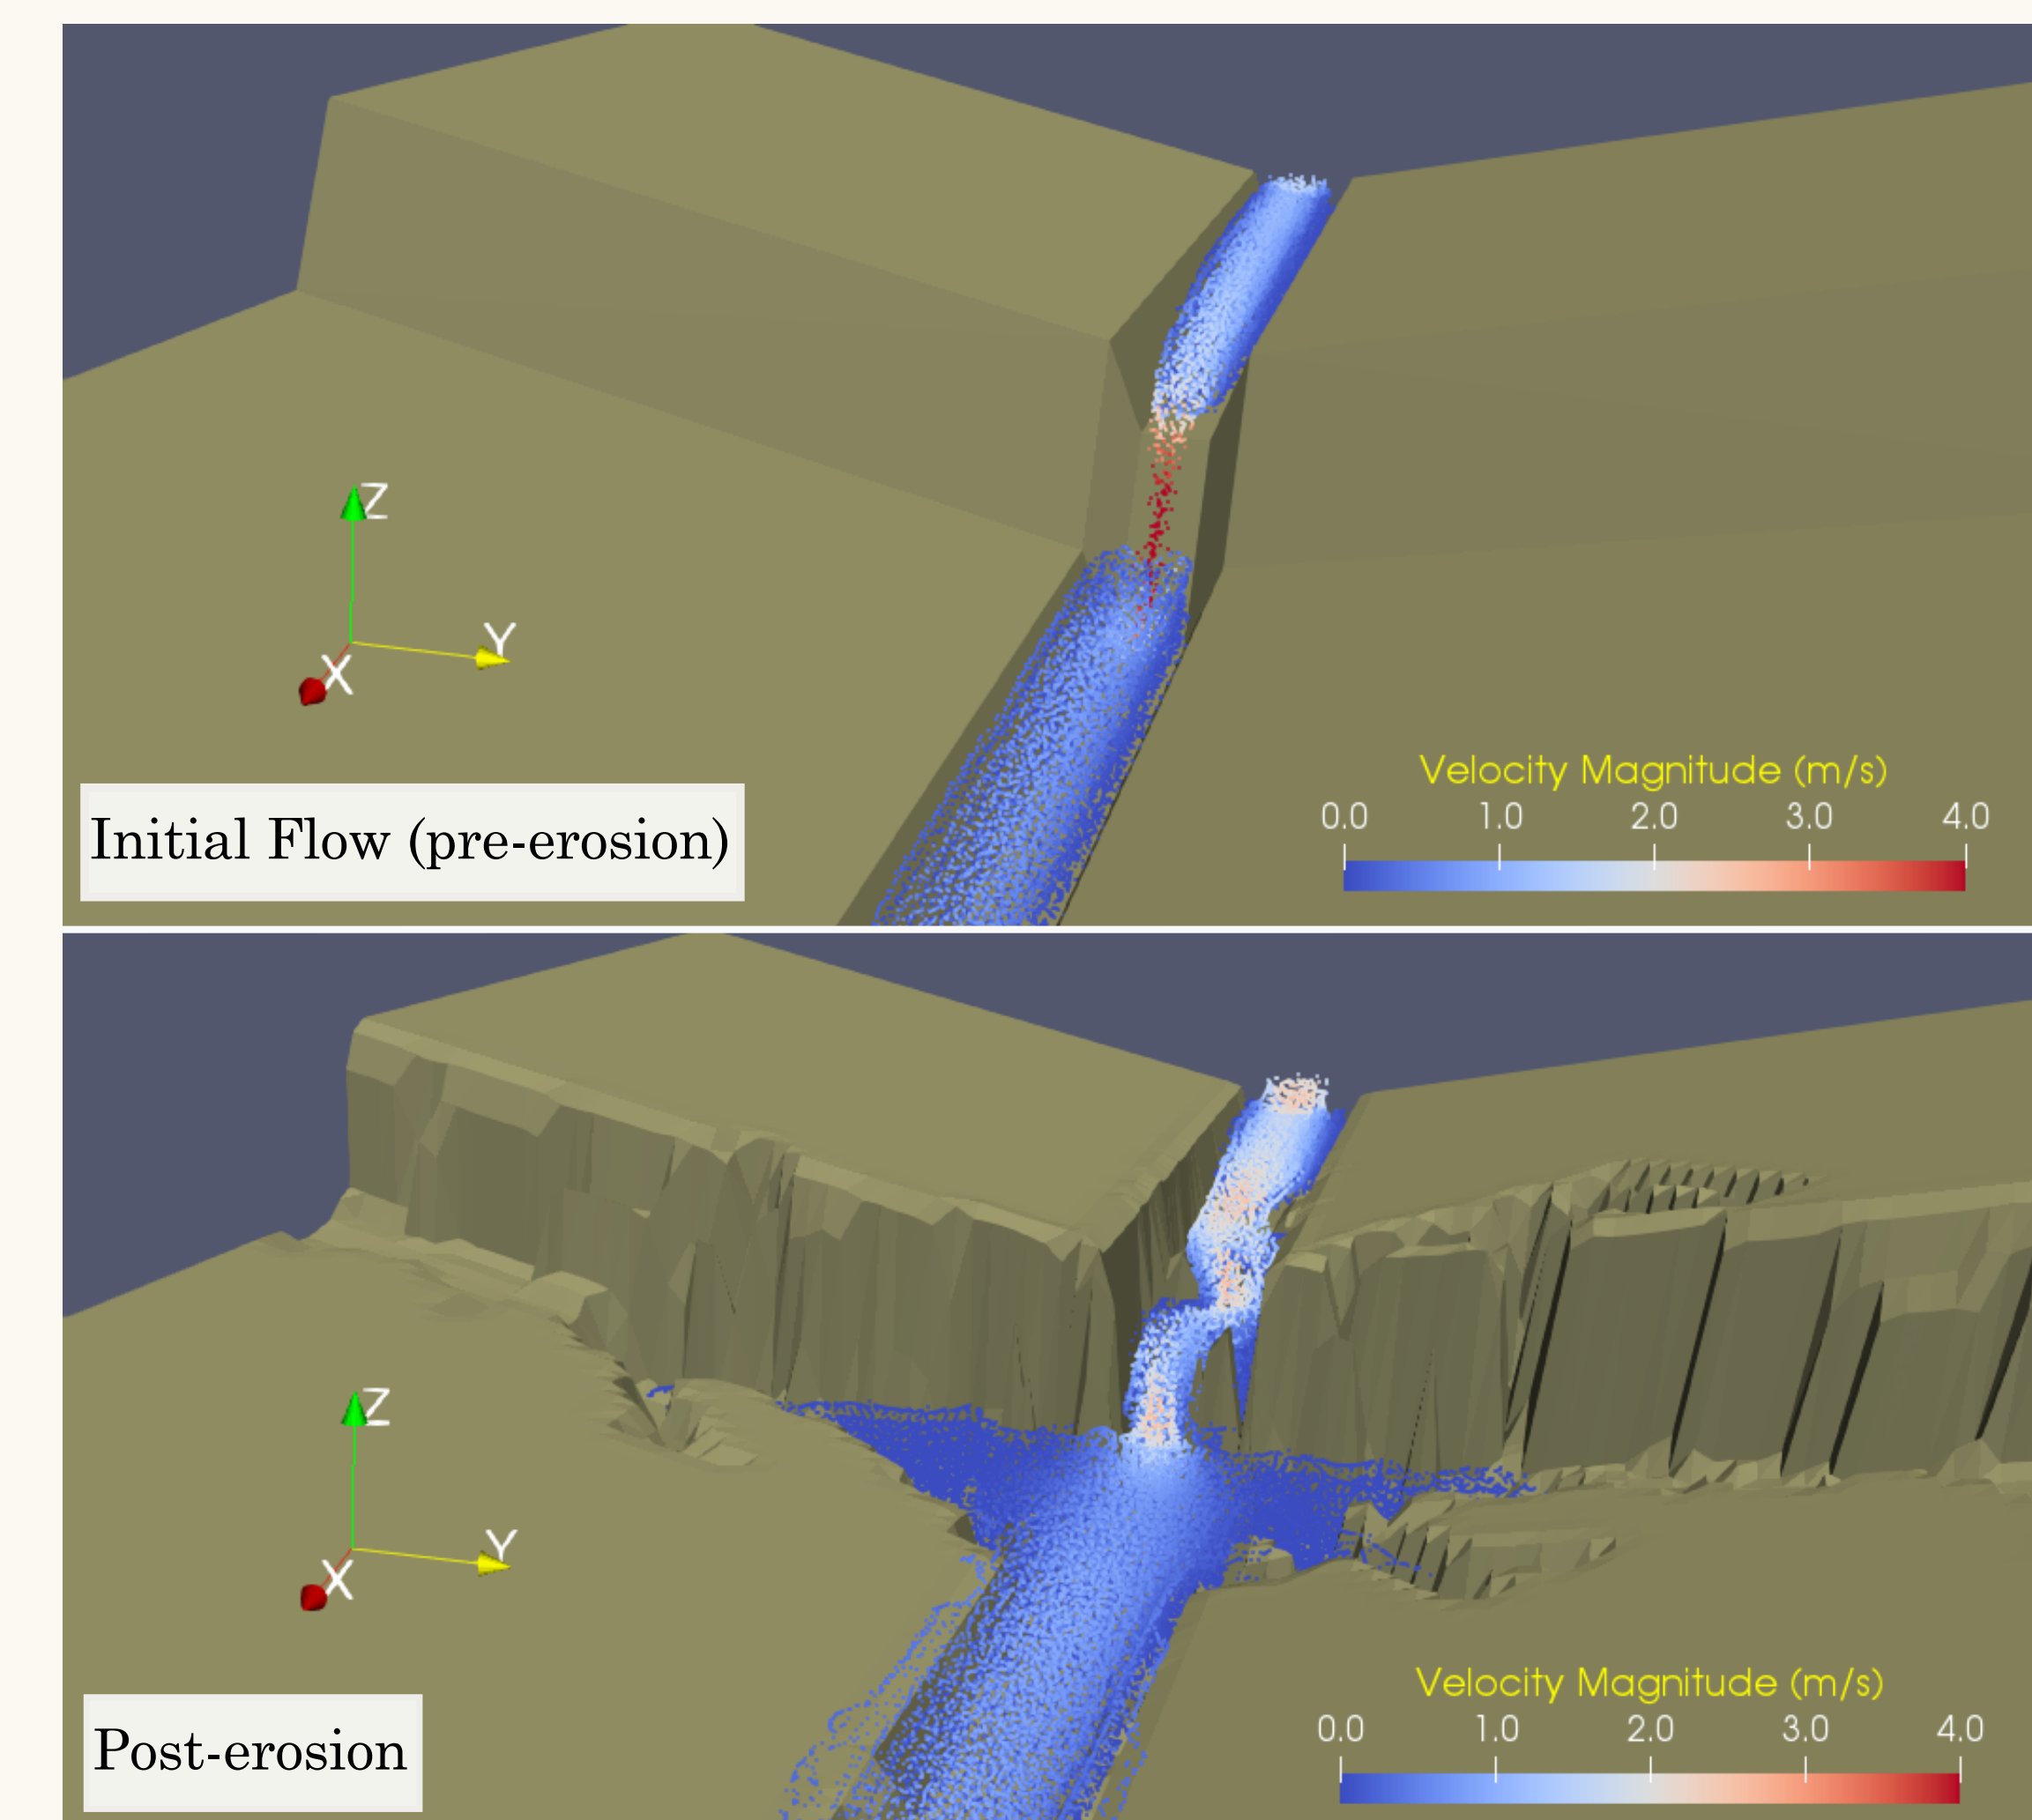 Z
Y
X
Initial Flow (pre-erosion)
Velocity Magnitude (m/s)
0.0 1.0 2.0 3.0 4.0
Z
Y
X
Post-erosion
Velocity Magnitude (m/s)
0.0 1.0 2.0 3.0 4.0